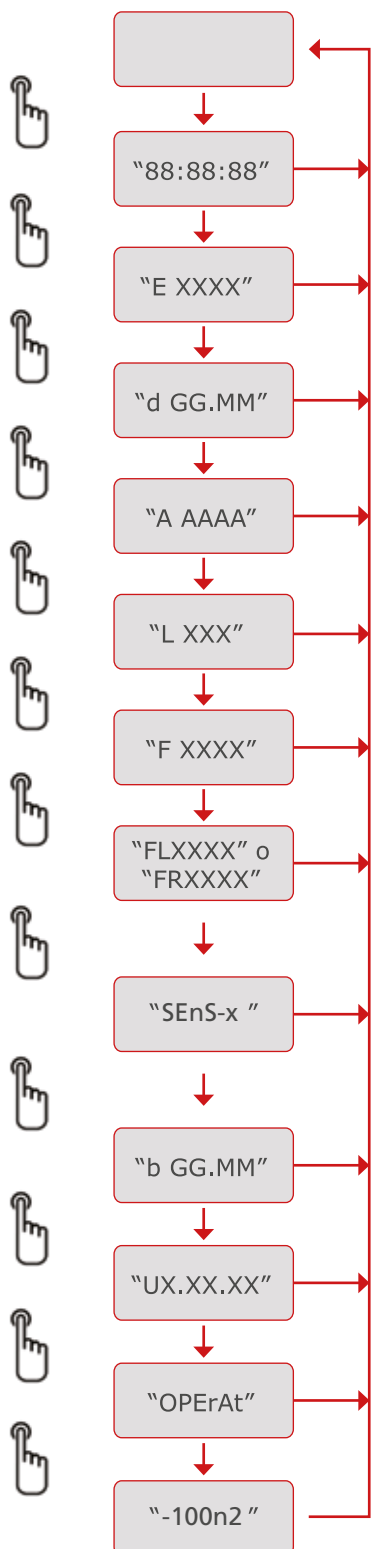 “88:88:88”
“E XXXX”
“d GG.MM”
“A AAAA”
“L XXX”
“F XXXX”
“FLXXXX” o
“FRXXXX”
“SEnS-x ”
“b GG.MM”
“UX.XX.XX”
“OPErAt”
“-100n2 ”